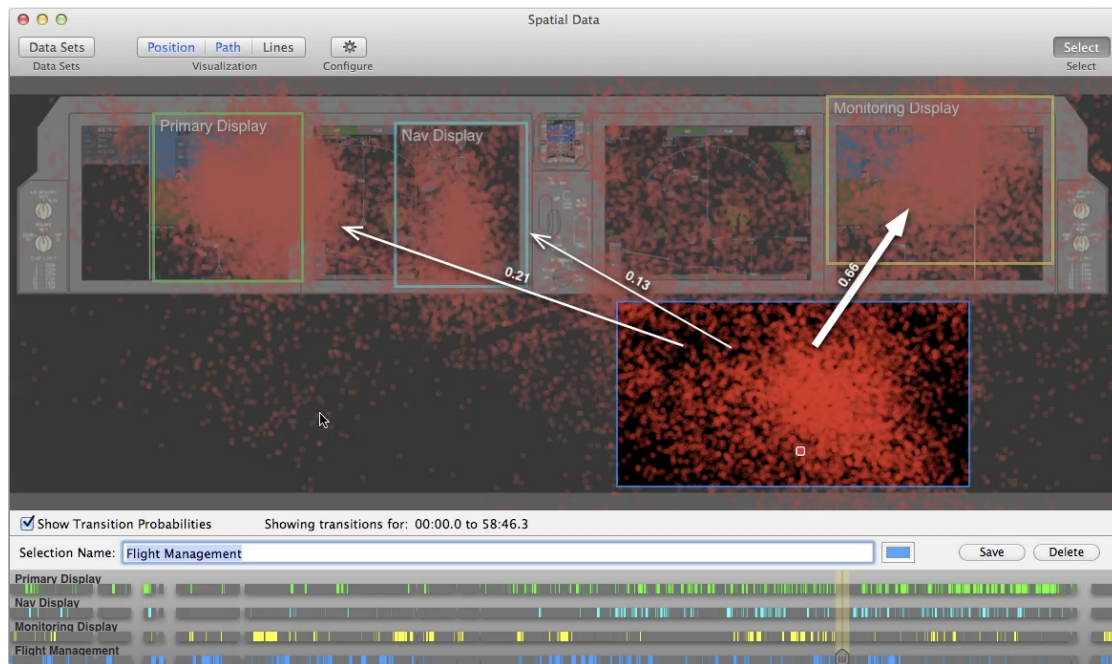 Spatial Data
Data Sets Position Path Lines Select
Data Sets Visualization Configure Select
Primary Display
Nav Display
Monitoring Display
0.21
0.13
0.66
Show Transition Probabilities Showing transitions for: 00:00.0 to 58:46.3
Selection Name: Flight Management Save Delete
Primary Display
Nav Display
Monitoring Display
Flight Management